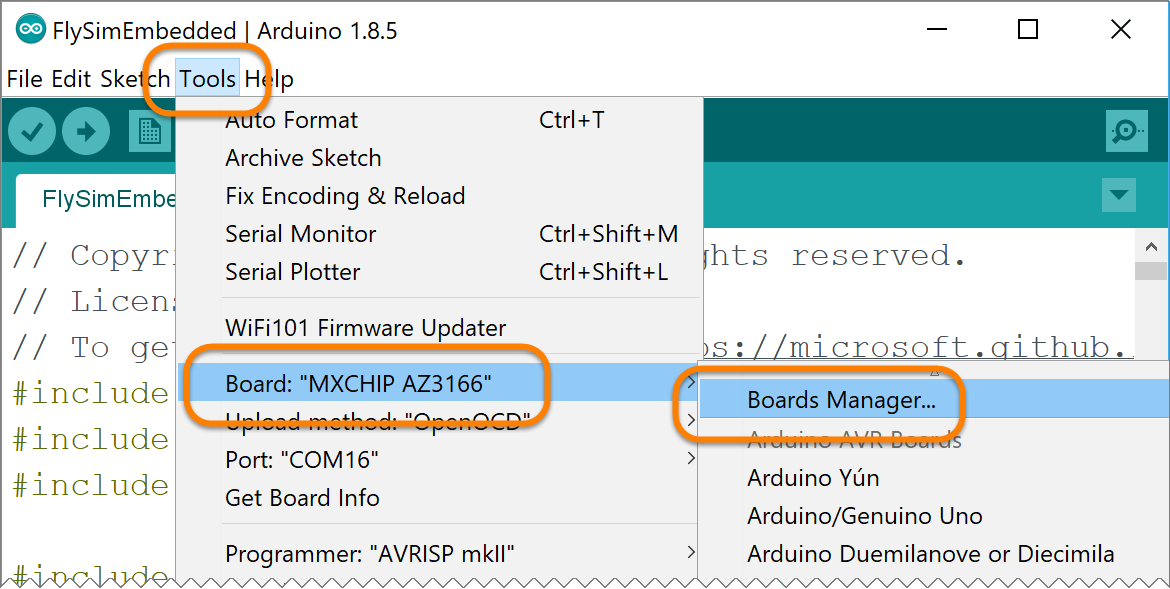 FlySimEmbedded | Arduino 1.8.5
File Edit Sketch Tools Help
Auto Format Ctrl+T
Archive Sketch
Fix Encoding & Reload
Serial Monitor Ctrl+Shift+M
Serial Plotter Ctrl+Shift+L
WiFi101 Firmware Updater
Board: "MXCHIP AZ3166"
Upload method: "OpenOCD"
Port: "COM16"
Get Board Info
Programmer: "AVRISP mkII"
Boards Manager...
Arduino AVR Boards
Arduino Yún
Arduino/Genuino Uno
Arduino Duemilanove or Diecimila
FlySimEmbe
// Copyri ghts reserved.
// Licens
// To get ps://microsoft.github.
#include
#include
#include
#include